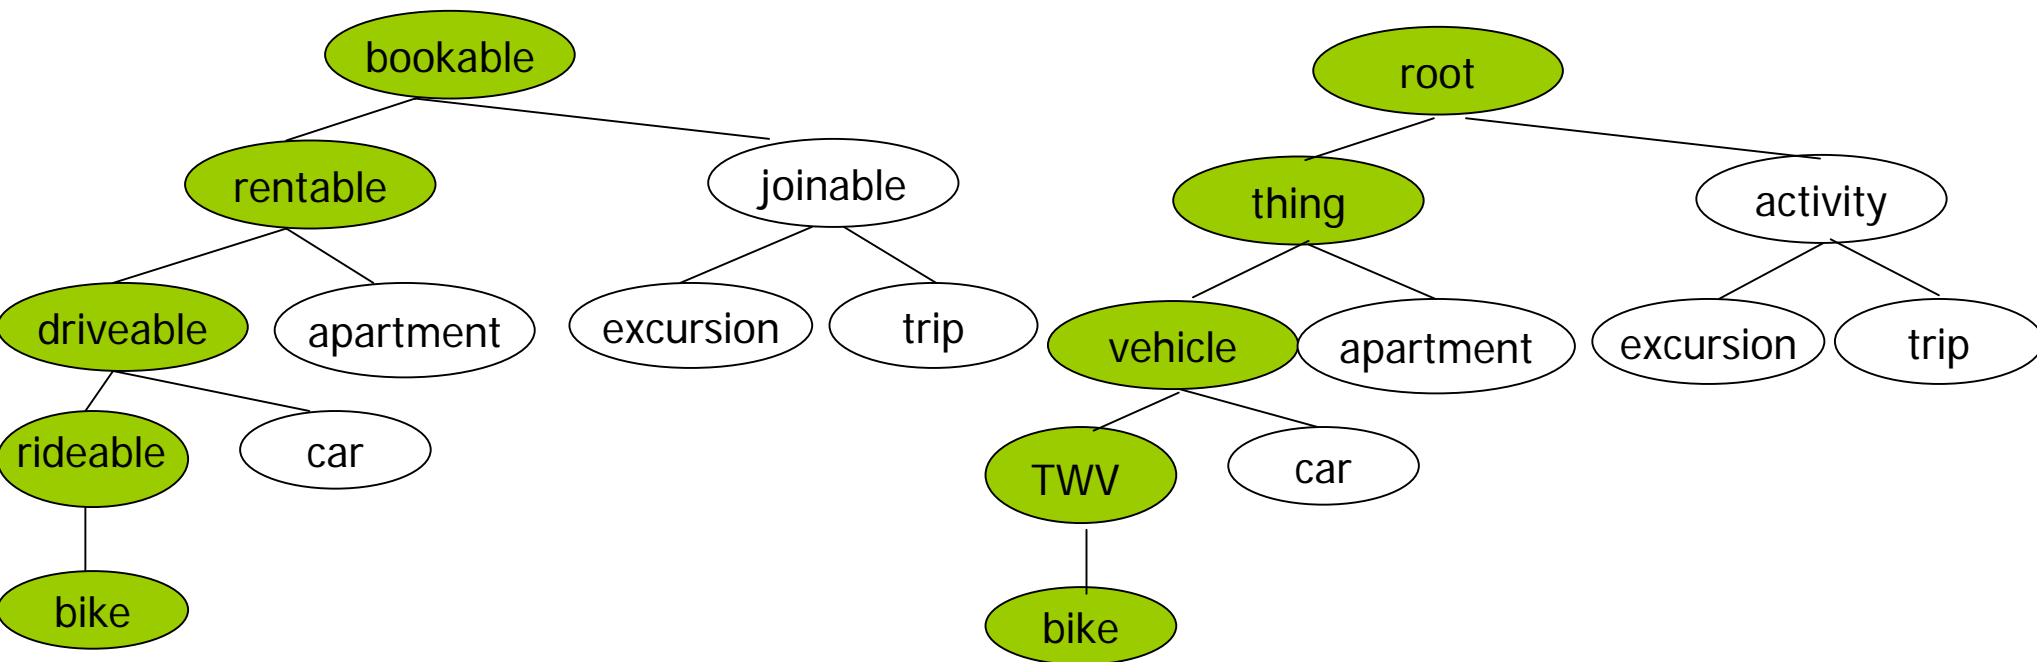 bookable
rentable
joinable
driveable
apartment
excursion
trip
rideable
car
bike
root
thing
activity
vehicle
apartment
excursion
trip
TWV
car
bike